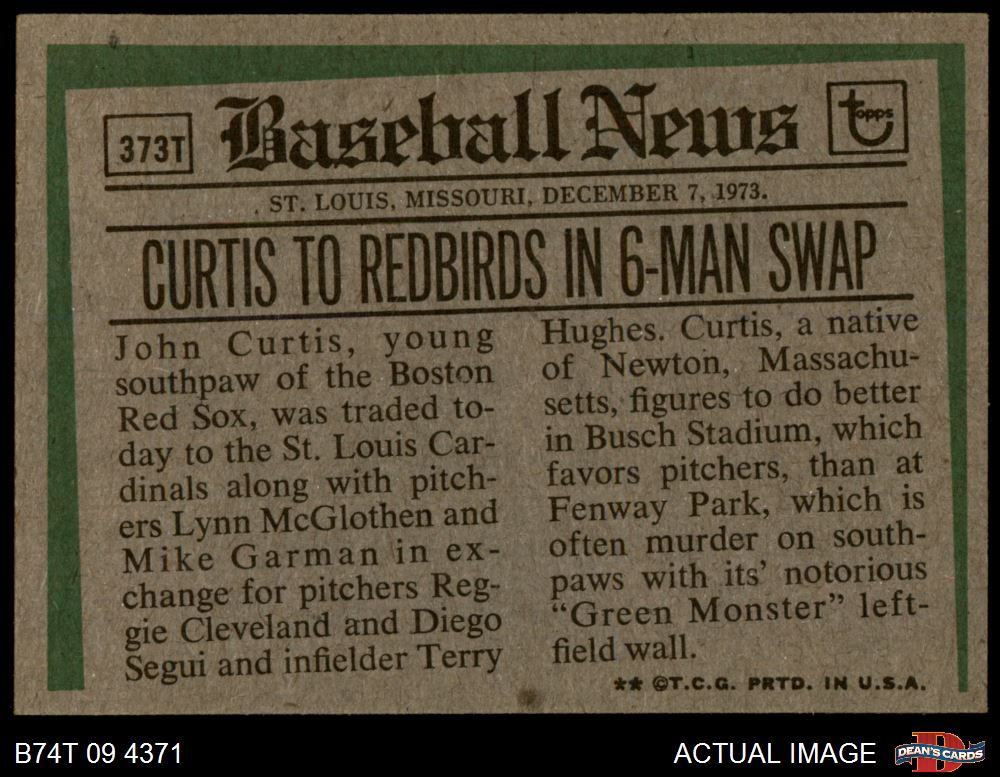 373T
Baseball News
topps
ST. LOUIS, MISSOURI, DECEMBER 7, 1973.
CURTIS TO REDBIRDS IN 6-MAN SWAP
John Curtis, young
southpaw of the Boston
Red Sox, was traded to-
day to the St. Louis Car-
dinals along with pitch-
ers Lynn McGlothen and
Mike Garman in ex-
change for pitchers Reg-
gie Cleveland and Diego
Segui and infielder Terry
Hughes. Curtis, a native
of Newton, Massachu-
setts, figures to do better
in Busch Stadium, which
favors pitchers, than at
Fenway Park, which is
often murder on south-
paws with its' notorious
“Green Monster” left-
field wall.
** ©T.C.G. PRTD. IN U.S.A.
B74T 09 4371
ACTUAL IMAGE
D
DEAN'S CARDS